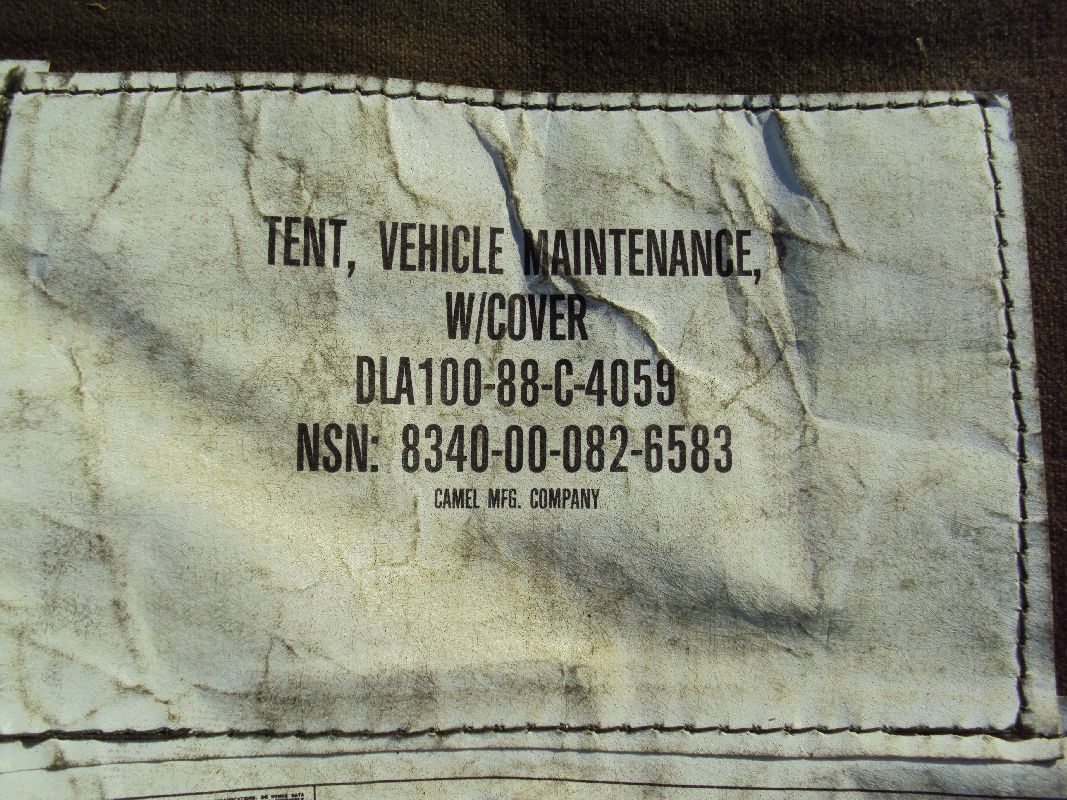 TENT, VEHICLE MAINTENANCE,
W/COVER
DLA100-88-C-4059
NSN: 8340-00-082-6583
CAMEL MFG. COMPANY